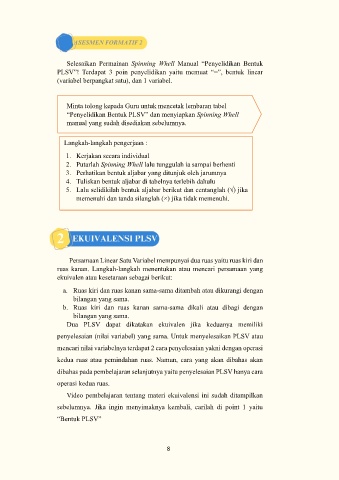 ASESMEN FORMATIF 2
Selesaikan Permainan Spinning Whell Manual “Penyelidikan Bentuk
PLSV”! Terdapat 3 poin penyelidikan yaitu memuat “=”, bentuk linear
(variabel berpangkat satu), dan 1 variabel.
Minta tolong kepada Guru untuk mencetak lembaran tabel
“Penyelidikan Bentuk PLSV” dan menyiapkan Spinning Whell
manual yang sudah disediakan sebelumnya.
Langkah-langkah pengerjaan :
1. Kerjakan secara individual
2. Putarlah Spinning Whell lalu tunggulah ia sampai berhenti
3. Perhatikan bentuk aljabar yang ditunjuk oleh jarumnya
4. Tuliskan bentuk aljabar di tabelnya terlebih dahulu
5. Lalu selidikilah bentuk aljabar berikut dan centanglah (√) jika
memenuhi dan tanda silanglah (×) jika tidak memenuhi.
2 EKUIVALENSI PLSV
Persamaan Linear Satu Variabel mempunyai dua ruas yaitu ruas kiri dan
ruas kanan. Langkah-langkah menentukan atau mencari persamaan yang
ekuivalen atau kesetaraan sebagai berikut:
a. Ruas kiri dan ruas kanan sama-sama ditambah atau dikurangi dengan
bilangan yang sama.
b. Ruas kiri dan ruas kanan sama-sama dikali atau dibagi dengan
bilangan yang sama.
Dua PLSV dapat dikatakan ekuivalen jika keduanya memiliki
penyelesaian (nilai variabel) yang sama. Untuk menyelesaikan PLSV atau
mencari nilai variabelnya terdapat 2 cara penyelesaian yakni dengan operasi
kedua ruas atau pemindahan ruas. Namun, cara yang akan dibahas akan
dibahas pada pembelajaran selanjutnya yaitu penyelesaian PLSV hanya cara
operasi kedua ruas.
Video pembelajaran tentang materi ekuivalensi ini sudah ditampilkan
sebelumnya. Jika ingin menyimaknya kembali, carilah di point 1 yaitu
“Bentuk PLSV”
8